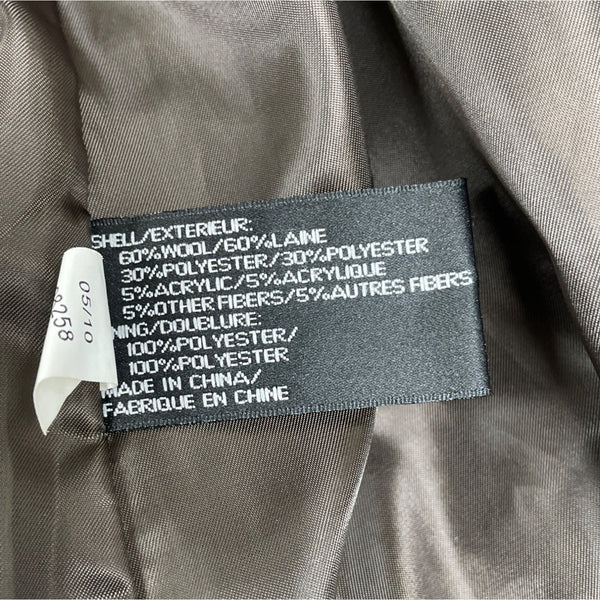 SHELL/EXTERIEUR:
60%WOOL/60%LAINE
30%POLYESTER/30%POLYESTER
5%ACRYLIC/5%ACRYLIQUE
5%OTHER FIBERS/5%AUTRES FIBERS
NING/DOUBLURE:
100%POLYESTER/
100%POLYESTER
MADE IN CHINA/
FABRIQUE EN CHINE
05/10
9258